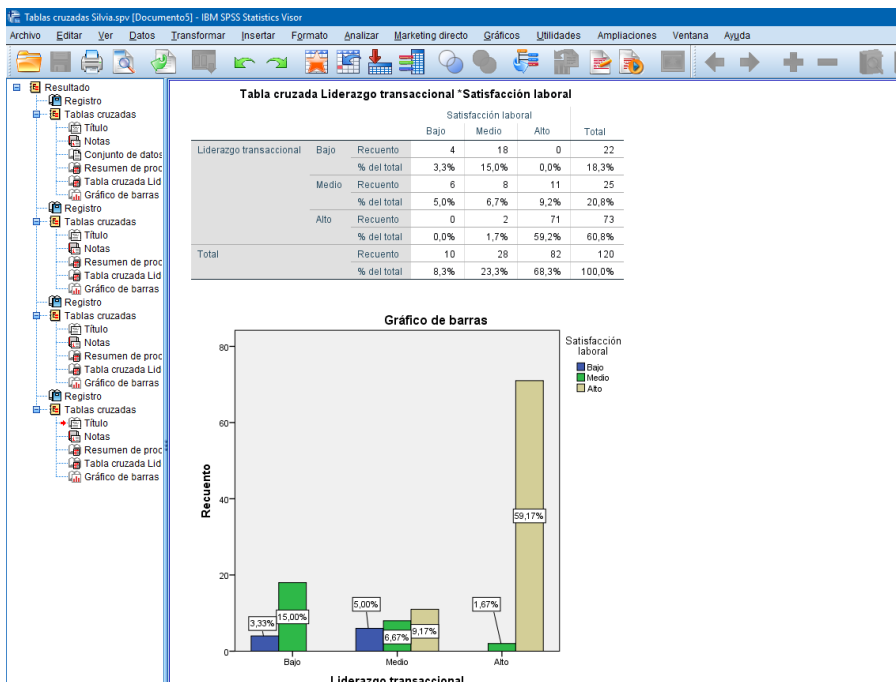 Tablas cruzadas Silvia.spv [Documento5] - IBM SPSS Statistics Visor
Archivo Editar Ver Datos Transformar Insertar Formato Analizar Marketing directo Gráficos Utilidades Ampliaciones Ventana Ayuda
Resultado
Registro
Tablas cruzadas
Título
Notas
Conjunto de datos
Resumen de proc
Tabla cruzada Lid
Gráfico de barras
Registro
Tablas cruzadas
Título
Notas
Resumen de proc
Tabla cruzada Lid
Gráfico de barras
Registro
Tablas cruzadas
Título
Notas
Resumen de proc
Tabla cruzada Lid
Gráfico de barras
Registro
Tablas cruzadas
Título
Notas
Resumen de proc
Tabla cruzada Lid
Gráfico de barras
Tabla cruzada Liderazgo transaccional *Satisfacción laboral
Satisfacción laboral
Bajo Medio Alto Total
Liderazgo transaccional Bajo Recuento 4 18 0 22
% del total 3,3% 15,0% 0,0% 18,3%
Medio Recuento 6 8 11 25
% del total 5,0% 6,7% 9,2% 20,8%
Alto Recuento 0 2 71 73
% del total 0,0% 1,7% 59,2% 60,8%
Total Recuento 10 28 82 120
% del total 8,3% 23,3% 68,3% 100,0%
Gráfico de barras
Satisfacción
laboral
Bajo
Medio
Alto
80
60
40
20
0
Recuento
59,17%
5,00%
1,67%
3,33%
15,00%
6,67%
9,17%
Bajo Medio Alto
Liderazgo transaccional